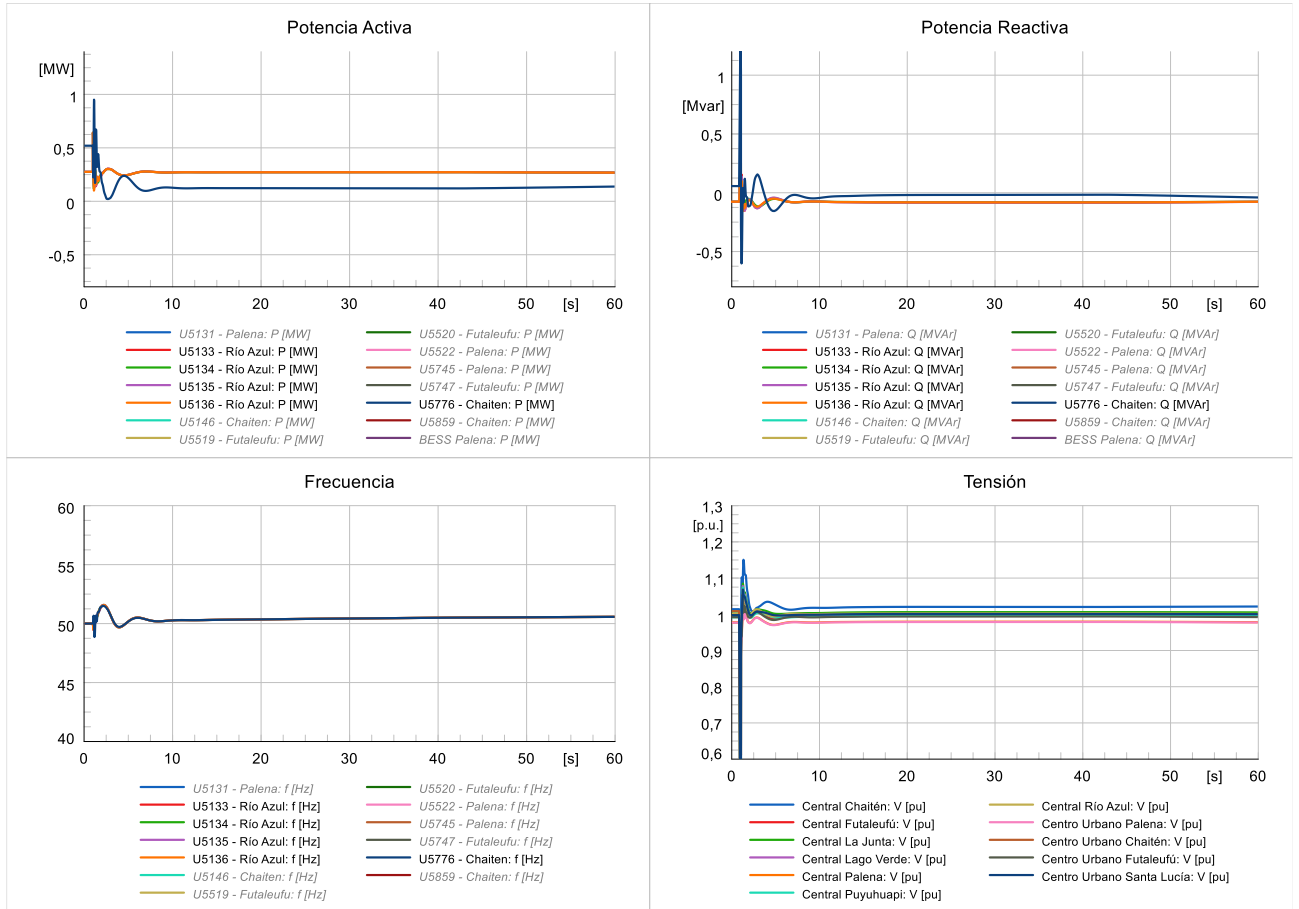 Potencia Activa
[MW]
1
0,5
0
-0,5
0 10 20 30 40 [s] 60
U5131 - Palena: P [MW]
U5133 - Río Azul: P [MW]
U5134 - Río Azul: P [MW]
U5135 - Río Azul: P [MW]
U5136 - Río Azul: P [MW]
U5146 - Chaiten: P [MW]
U5519 - Futaleufu: P [MW]
U5520 - Futaleufu: P [MW]
U5522 - Palena: P [MW]
U5745 - Palena: P [MW]
U5747 - Futaleufu: P [MW]
U5776 - Chaiten: P [MW]
U5859 - Chaiten: P [MW]
BESS Palena: P [MW]
Potencia Reactiva
1
[Mvar]
0,5
0
-0,5
0 10 20 30 40 [s] 60
U5131 - Palena: Q [MVAr]
U5133 - Río Azul: Q [MVAr]
U5134 - Río Azul: Q [MVAr]
U5135 - Río Azul: Q [MVAr]
U5136 - Río Azul: Q [MVAr]
U5146 - Chaiten: Q [MVAr]
U5519 - Futaleufu: Q [MVAr]
U5520 - Futaleufu: Q [MVAr]
U5522 - Palena: Q [MVAr]
U5745 - Palena: Q [MVAr]
U5747 - Futaleufu: Q [MVAr]
U5776 - Chaiten: Q [MVAr]
U5859 - Chaiten: Q [MVAr]
BESS Palena: Q [MVAr]
Frecuencia
60
55
50
45
40
0 10 20 30 40 [s] 60
U5131 - Palena: f [Hz]
U5133 - Río Azul: f [Hz]
U5134 - Río Azul: f [Hz]
U5135 - Río Azul: f [Hz]
U5136 - Río Azul: f [Hz]
U5146 - Chaiten: f [Hz]
U5519 - Futaleufu: f [Hz]
U5520 - Futaleufu: f [Hz]
U5522 - Palena: f [Hz]
U5745 - Palena: f [Hz]
U5747 - Futaleufu: f [Hz]
U5776 - Chaiten: f [Hz]
U5859 - Chaiten: f [Hz]
Tensión
1,3
[p.u.]
1,2
1,1
1
0,9
0,8
0,7
0,6
0 10 20 30 40 [s] 60
Central Chaitén: V [pu]
Central Futaleufú: V [pu]
Central La Junta: V [pu]
Central Lago Verde: V [pu]
Central Palena: V [pu]
Central Puyuhuapi: V [pu]
Central Río Azul: V [pu]
Centro Urbano Palena: V [pu]
Centro Urbano Chaitén: V [pu]
Centro Urbano Futaleufú: V [pu]
Centro Urbano Santa Lucía: V [pu]